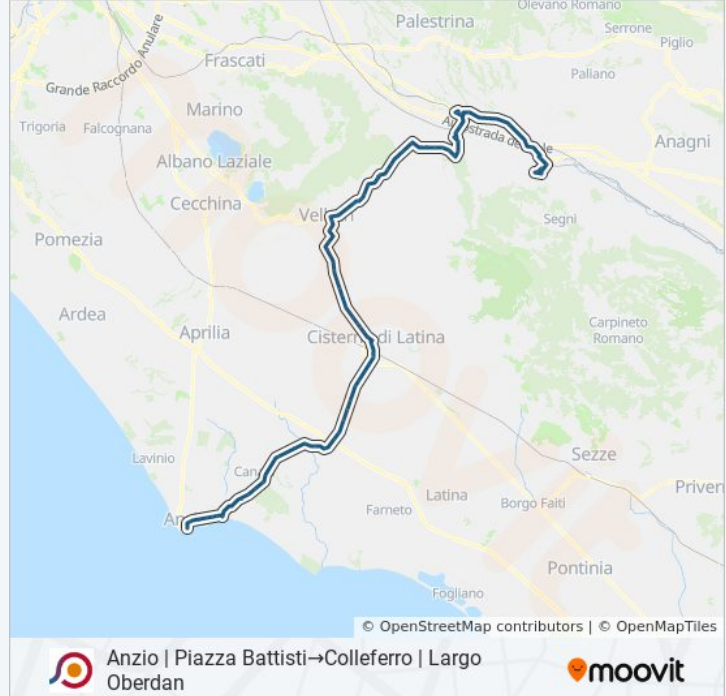 Olevano Romano
Palestrina
Serrone
Piglio
Grande Raccordo Anulare
Frascati
Paliano
Marino
Trigoria
Falcognana
Anagni
Albano Laziale
Cecchina
Segni
Pomezia
Ardea
Carpineto
Romano
Aprilia
Cisterna di Latina
Lavinio
Sezze
Latina
Borgo Faiti
Farneto
Pontinia
Fogliano
© OpenStreetMap contributors | © OpenMapTiles
Anzio | Piazza Battisti→Colleferro | Largo
Oberdan
moovit